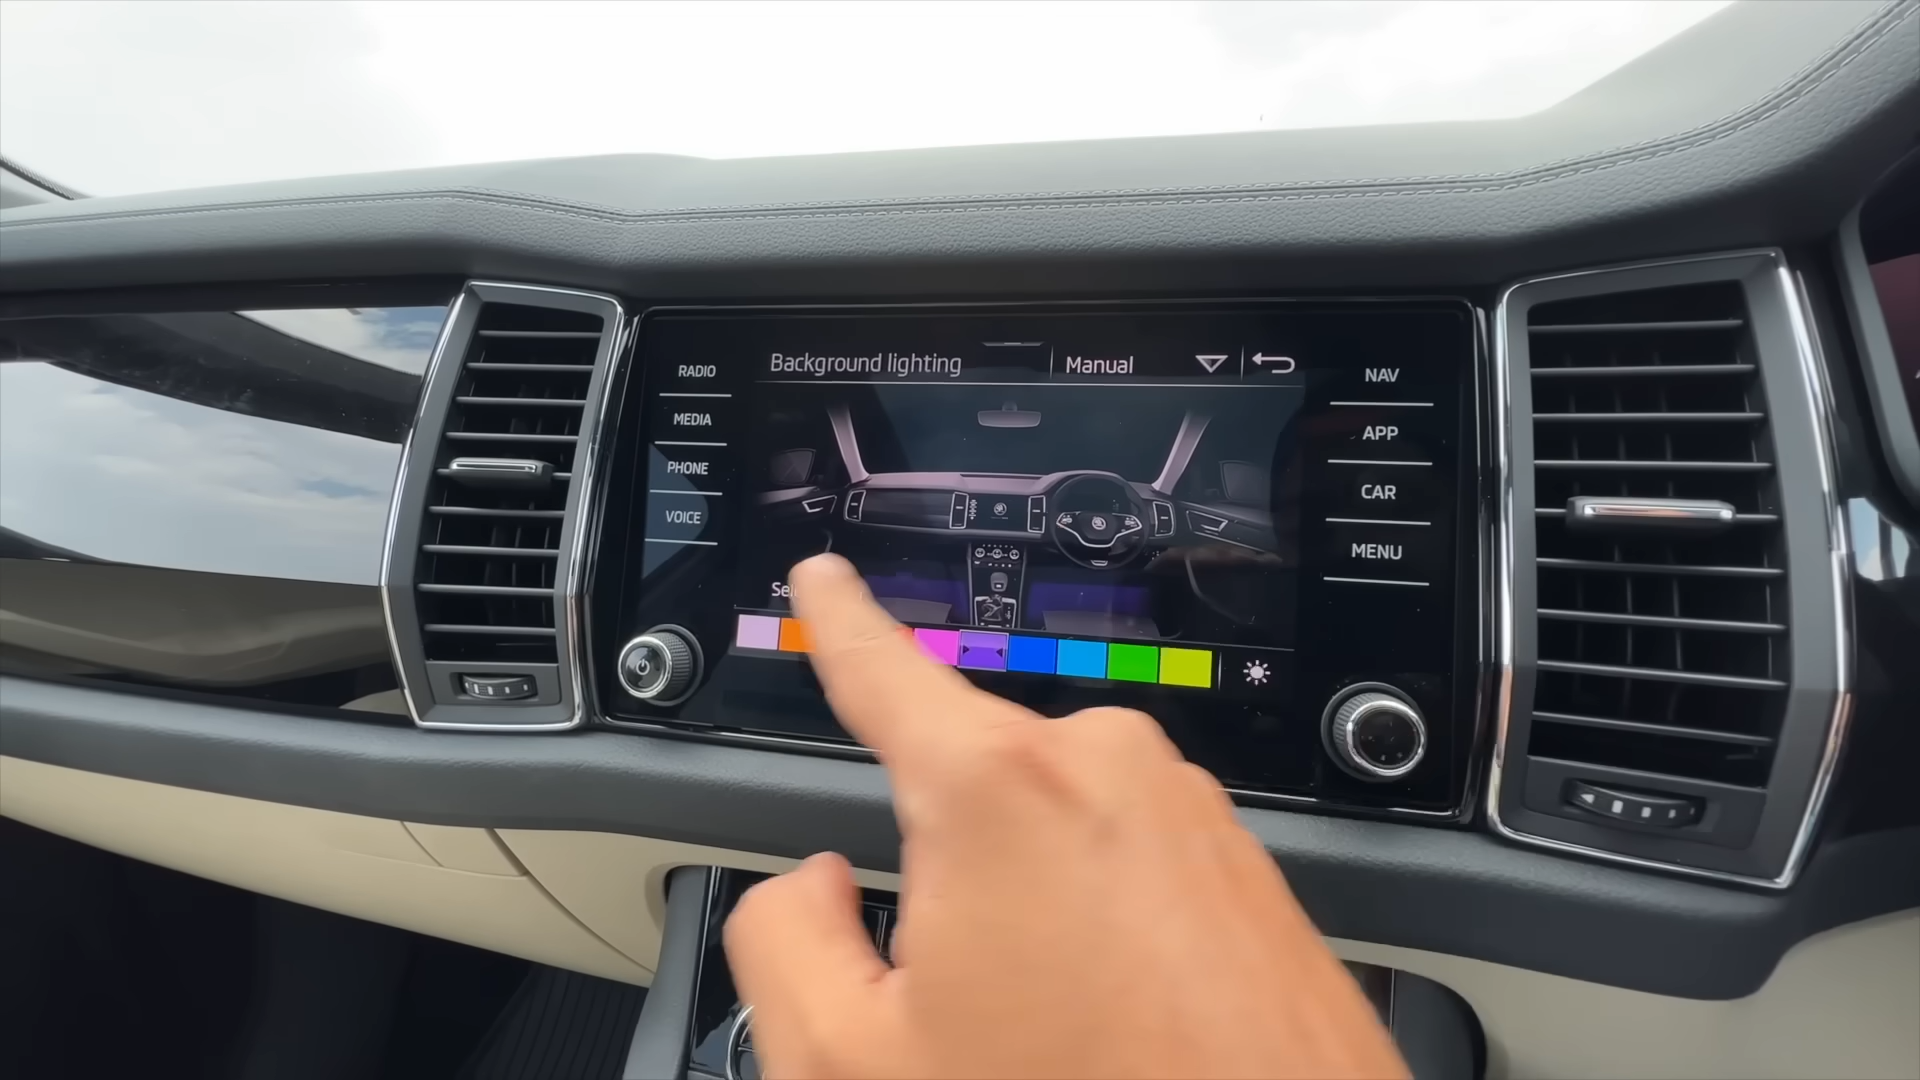 RADIO
MEDIA
PHONE
VOICE
Background lighting
Manual
NAV
APP
CAR
MENU